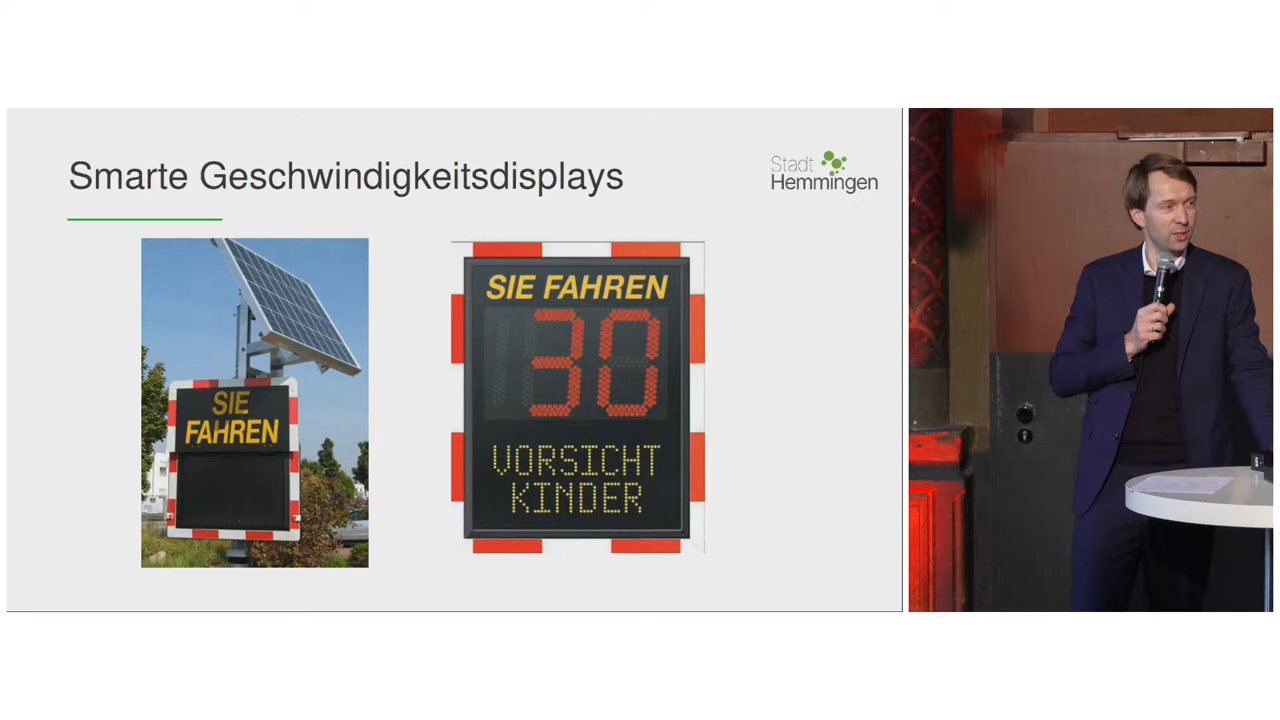 Smarte Geschwindigkeitsdisplays
Stadt
Hemmingen
SIE
FAHREN
SIE FAHREN
30
VORSICHT
KINDER